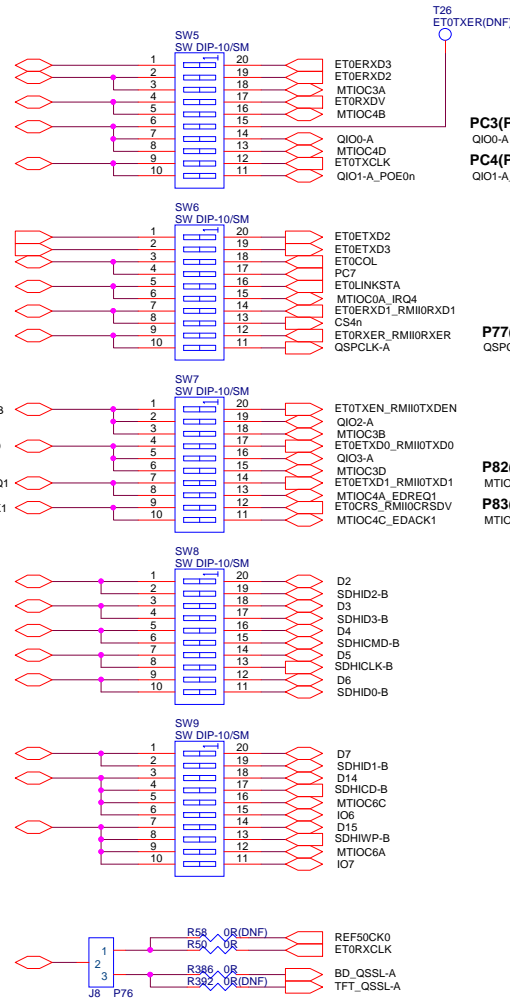 T26
ET0TXER(DNF)
SW5
SW DIP-10/SM
1 20 ET0ERXD3
2 19 ET0ERXD2
3 18 MTIOC3A
4 17 ET0RXDV
5 16 MTIOC4B
6 15
7 14 QIO0-A
8 13 MTIOC4D
9 12 ET0TXCLK
10 11 QIO1-A_POE0n
PC3(P
QIO0-A
PC4(P
QIO1-A
SW6
SW DIP-10/SM
1 20 ET0ETXD2
2 19 ET0ETXD3
3 18 ET0COL
4 17 PC7
5 16 ET0LINKSTA
6 15 MTIOC0A_IRQ4
7 14 ET0ERXD1_RMII0RXD1
8 13 CS4n
9 12 ET0RXER_RMII0RXER
10 11 QSPCLK-A
P77(
QSPC
SW7
SW DIP-10/SM
1 20 ET0TXEN_RMII0TXDEN
2 19 QIO2-A
3 18 MTIOC3B
4 17 ET0ETXD0_RMII0TXD0
5 16 QIO3-A
6 15 MTIOC3D
7 14 ET0ETXD1_RMII0TXD1
8 13 MTIOC4A_EDREQ1
9 12 ET0CRS_RMII0CRSDV
10 11 MTIOC4C_EDACK1
Q1
P82(
MTIOC
P83(
MTIOC
SW8
SW DIP-10/SM
1 20 D2
2 19 SDHID2-B
3 18 D3
4 17 SDHID3-B
5 16 D4
6 15 SDHICMD-B
7 14 D5
8 13 SDHICLK-B
9 12 D6
10 11 SDHID0-B
SW9
SW DIP-10/SM
1 20 D7
2 19 SDHID1-B
3 18 D14
4 17 SDHICD-B
5 16 MTIOC6C
6 15 IO6
7 14 D15
8 13 SDHIWP-B
9 12 MTIOC6A
10 11 IO7
R58 0R(DNF) REF50CK0
1 R50 0R ET0RXCLK
2
3 R386 0R BD_QSSL-A
R392 0R(DNF) TFT_QSSL-A
J8 P76